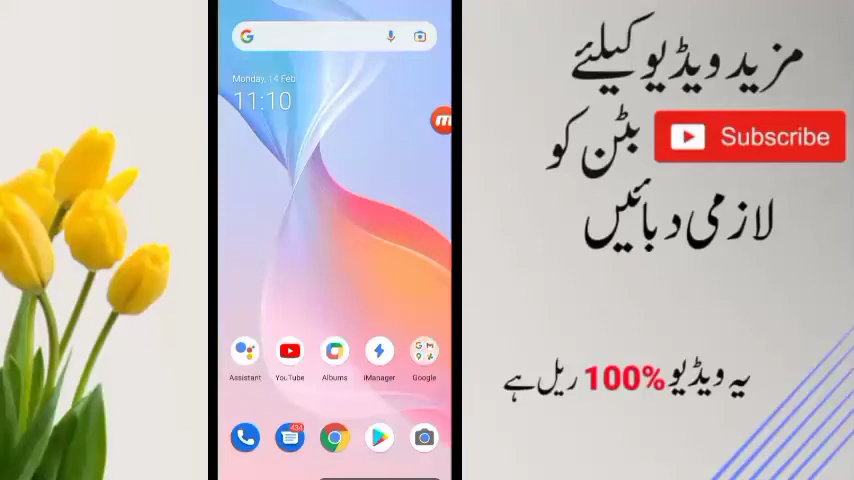 Monday, 14 Feb
11:10
Assistant
YouTube
Albums
iManager
Google
434
مزید ویڈیو کیلئے
بٹن کو Subscribe
لازمی دبائیں
یہ ویڈیو 100% ریل ہے